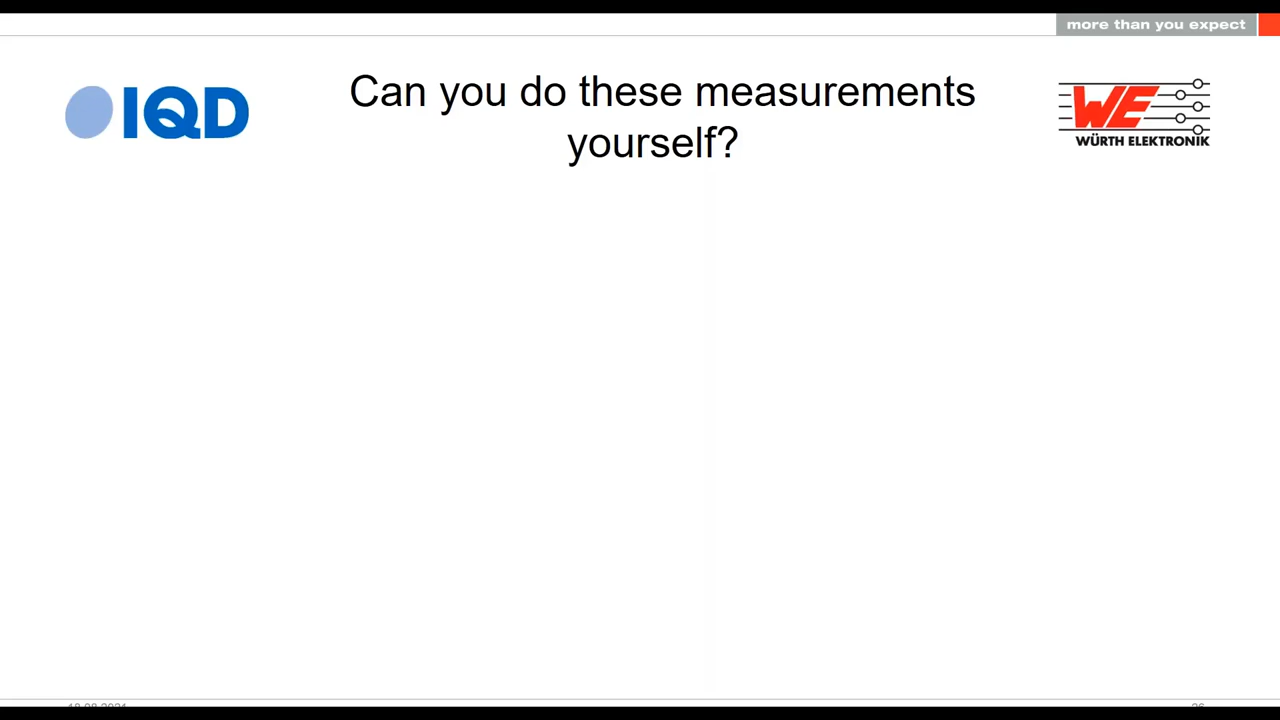 more than you expect
IQD
Can you do these measurements
yourself?
WE
WÜRTH ELEKTRONIK